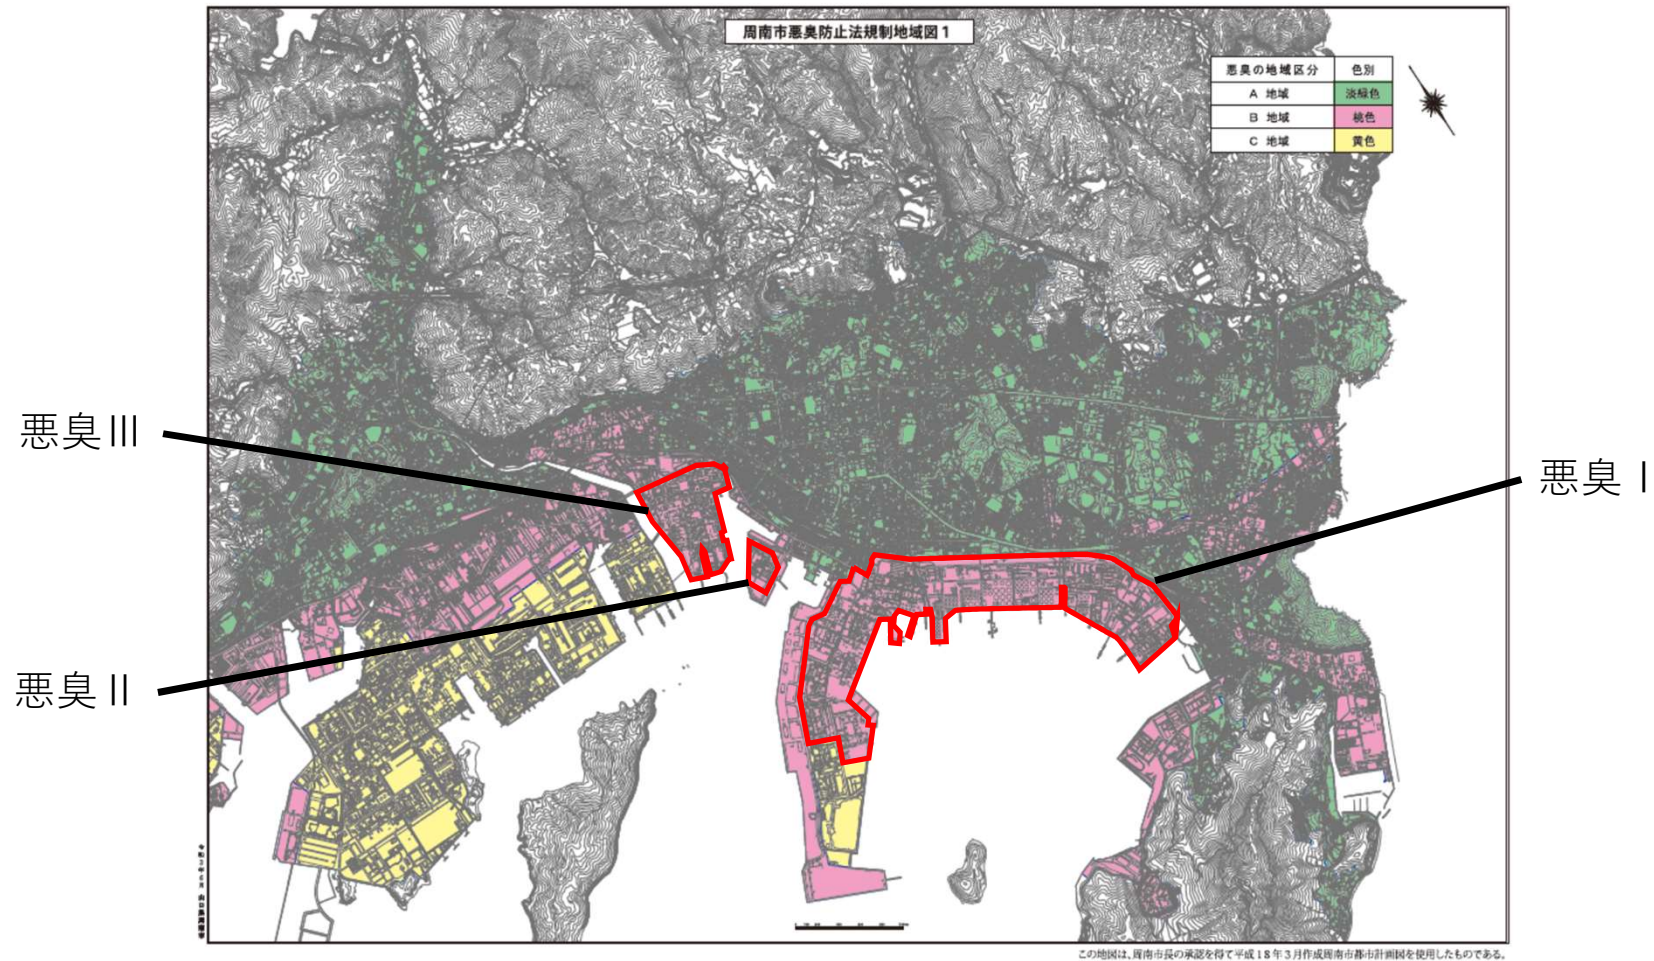 周南市悪臭防止法規制地域図1
悪臭の地域区分 色別
A 地域 淡緑色
B 地域 桃色
C 地域 黄色
悪臭Ⅲ
悪臭Ⅰ
悪臭Ⅱ
この地図は、周南市長の承認を得て平成18年3月作成周南市都市計画図を使用したものである。